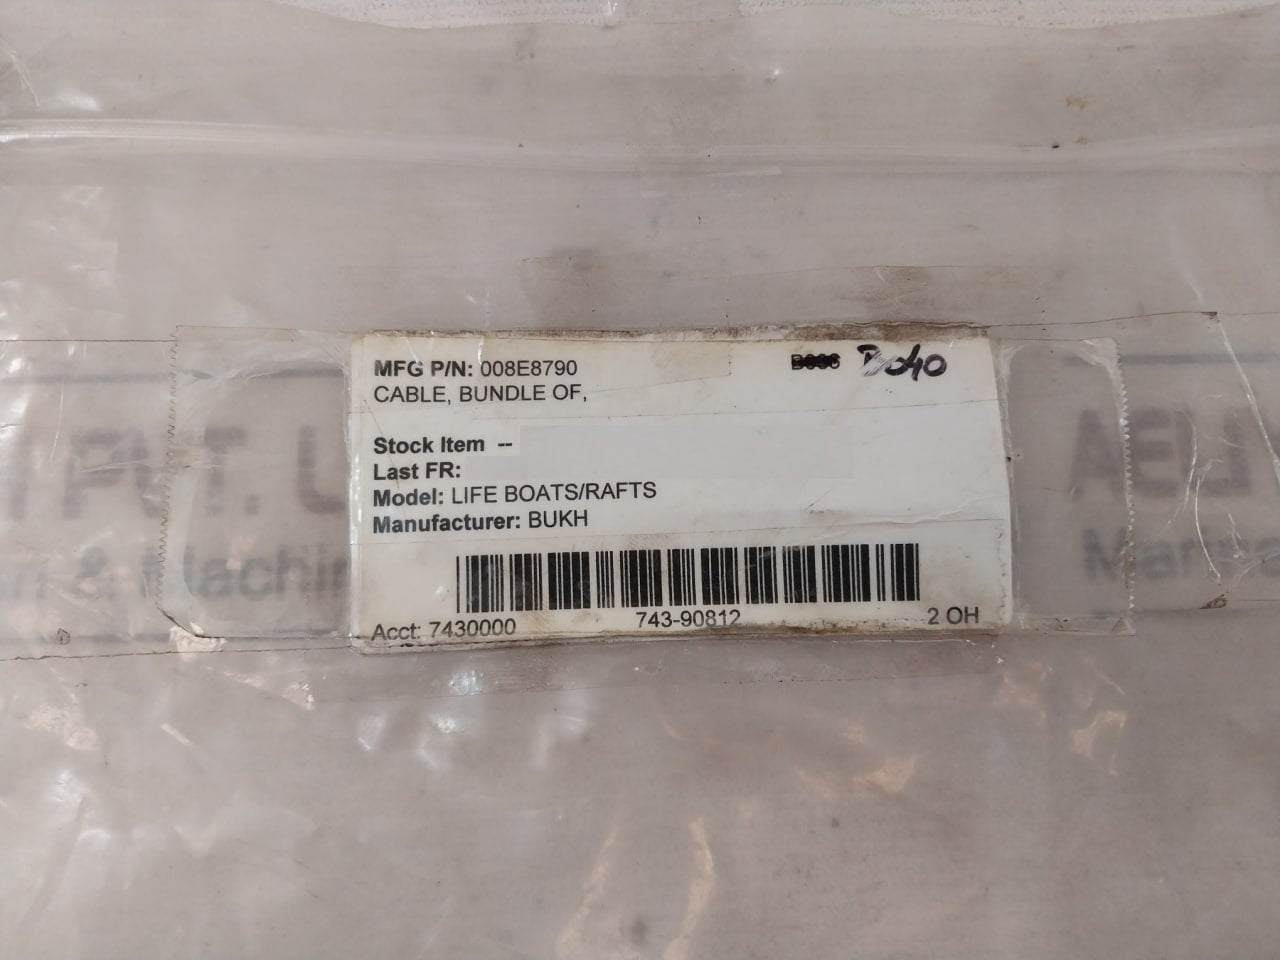 MFG P/N: 008E8790
CABLE, BUNDLE OF,
Stock Item --
Last FR:
Model: LIFE BOATS/RAFTS
Manufacturer: BUKH
Acct: 7430000 743-90812 2 OH
PVT.
&